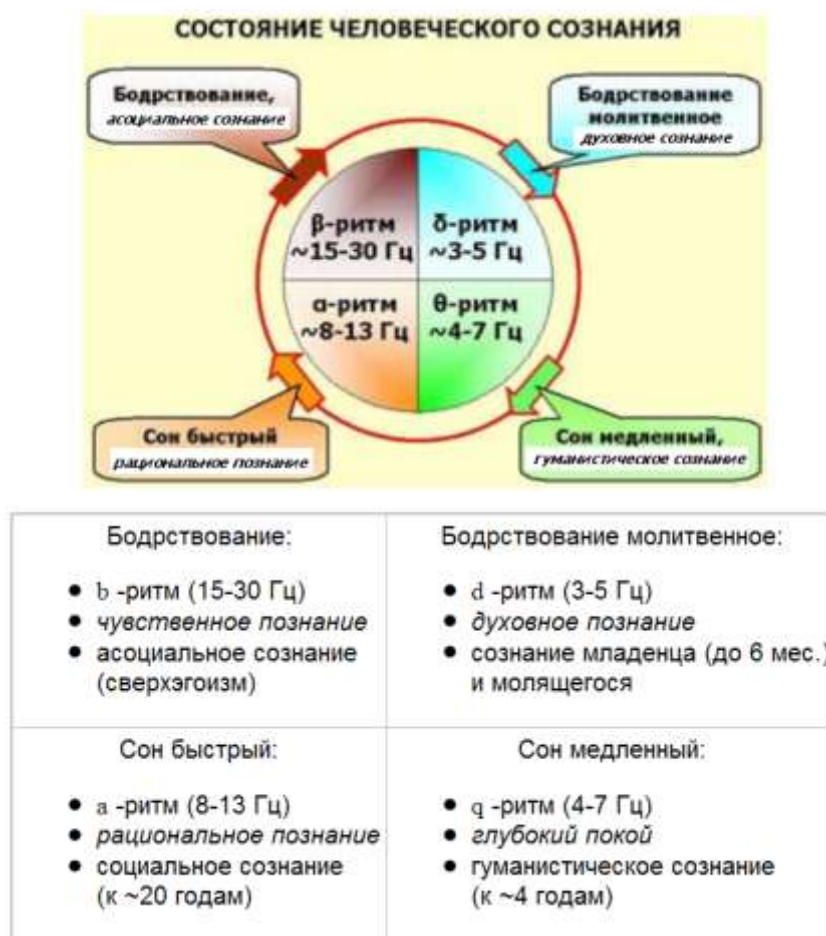 СОСТОЯНИЕ ЧЕЛОВЕЧЕСКОГО СОЗНАНИЯ
Бодрствование,
асоциальное сознание
Бодрствование
молитвенное
духовное сознание
β-ритм
~15-30 Гц
δ-ритм
~3-5 Гц
α-ритм
~8-13 Гц
θ-ритм
~4-7 Гц
Сон быстрый
рациональное познание
Сон медленный,
гуманистическое сознание
Бодрствование:
● b -ритм (15-30 Гц)
● чувственное познание
● асоциальное сознание
(сверхэгоизм)
Бодрствование молитвенное:
● d -ритм (3-5 Гц)
● духовное познание
● сознание младенца (до 6 мес.)
и молящегося
Сон быстрый:
● a -ритм (8-13 Гц)
● рациональное познание
● социальное сознание
(к ~20 годам)
Сон медленный:
● q -ритм (4-7 Гц)
● глубокий покой
● гуманистическое сознание
(к ~4 годам)